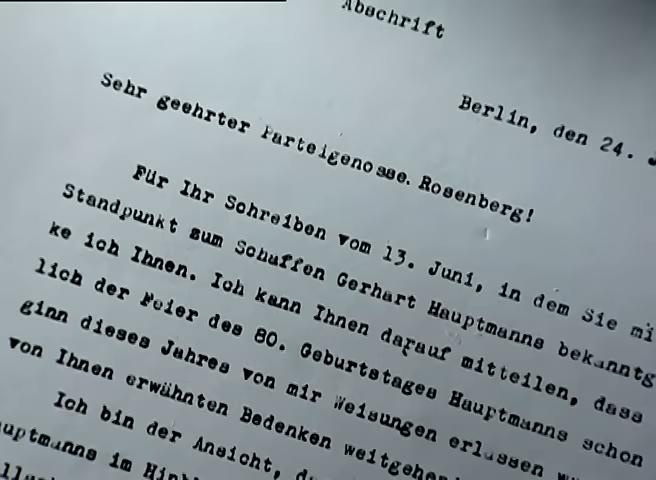 Abschrift
Berlin, den 24. J
Sehr geehrter Parteigenosse Rosenberg!
Für Ihr Schreiben vom 13. Juni, in dem Sie mi
Standpunkt zum Schaffen Gerhart Hauptmanns bekanntg
ke ich Ihnen. Ich kann Ihnen darauf mitteilen, dass
lich der Feier des 80. Geburtstages Hauptmanns schon
ginn dieses Jahres von mir Weisungen erlassen
von Ihnen erwähnten Bedenken weitgehen
Ich bin der Ansicht, d
uptmanns im Hin